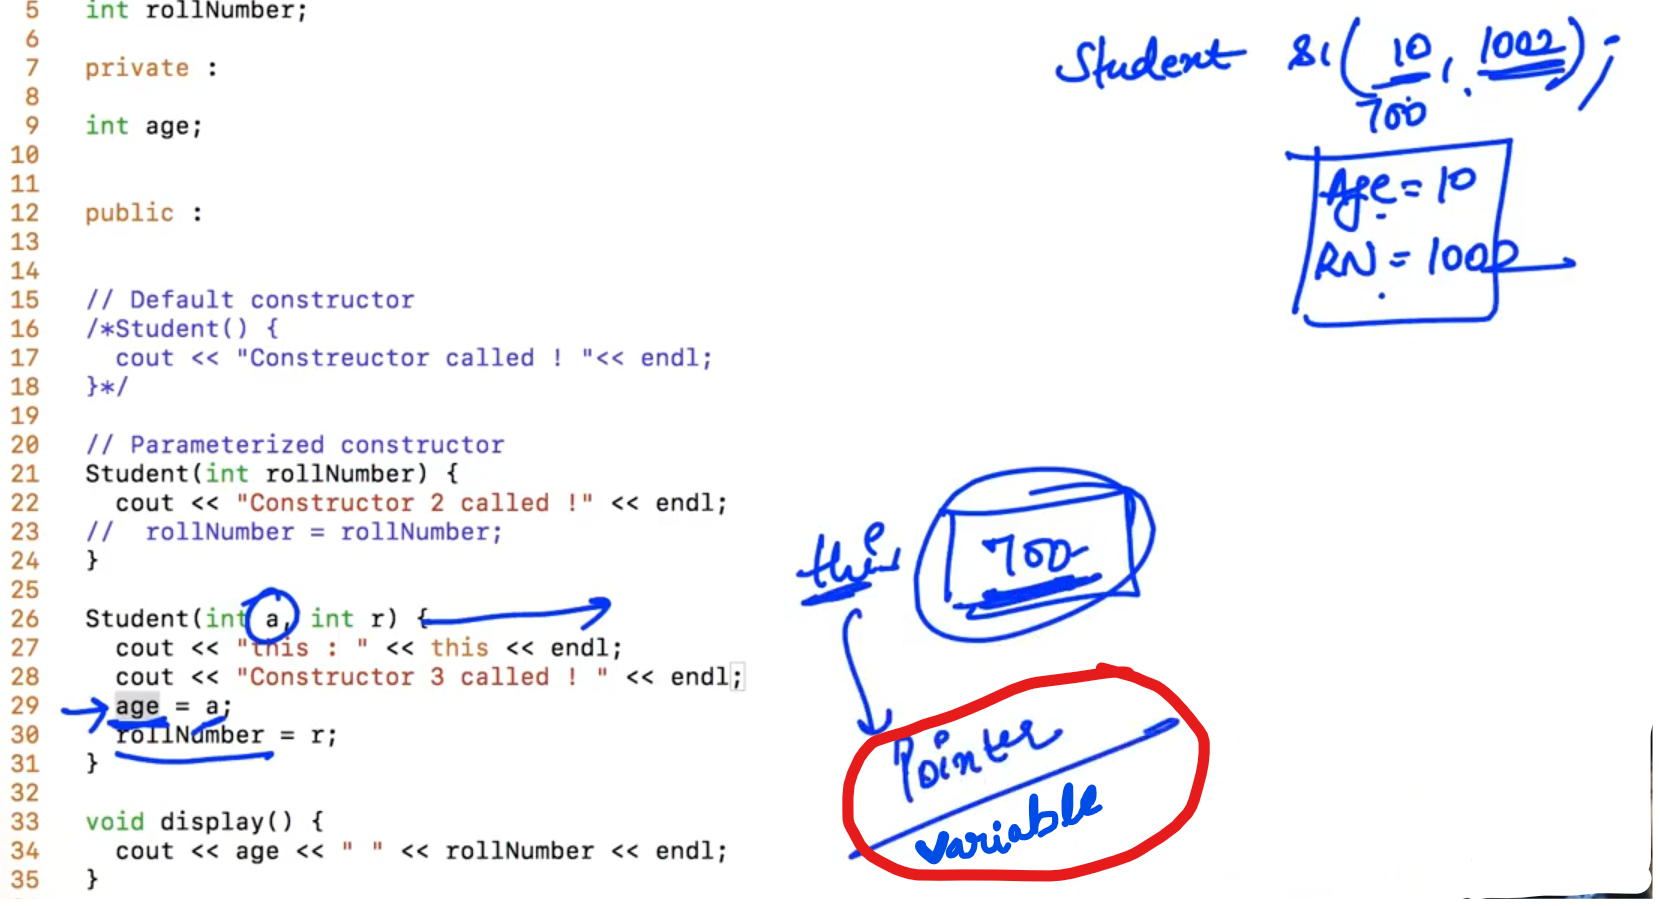 5 int rollNumber;
6
7 private :
8
9 int age;
10
11
12 public :
13
14
15 // Default constructor
16 /*Student() {
17 cout << "Constreuctor called ! "<< endl;
18 }*/
19
20 // Parameterized constructor
21 Student(int rollNumber) {
22 cout << "Constructor 2 called !" << endl;
23 // rollNumber = rollNumber;
24 }
25
26 Student(int a, int r) {
27 cout << "this : " << this << endl;
28 cout << "Constructor 3 called ! " << endl;
29 age = a;
30 rollNumber = r;
31 }
32
33 void display() {
34 cout << age << " " << rollNumber << endl;
35 }
Student S1(10, 1002);
700
Age = 10
RN =
this 700
Pointer
variable